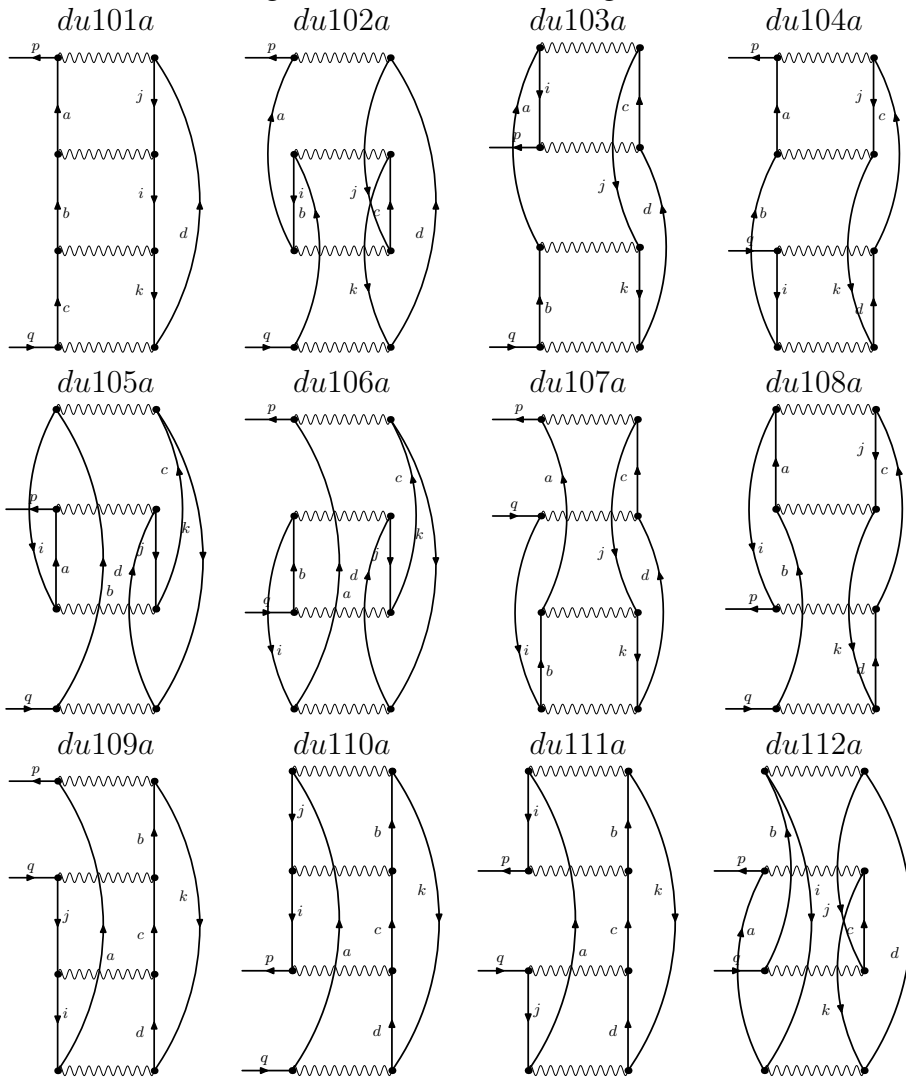 du101a du102a du103a du104a
p p p
j i j
a a a c a c
p
i i j b j c d b
d d q
k k k i k d
c b
q q q
du105a du106a du107a du108a
p
c c a c a j c
p k q
j k j j i
i a d b d d b
b q a p
i i b k k d
q q
du109a du110a du111a du112a
p
j i
b b b b
q p p
j k i k k i j
a a c a c a c d
q q
i p j k
d d d
q